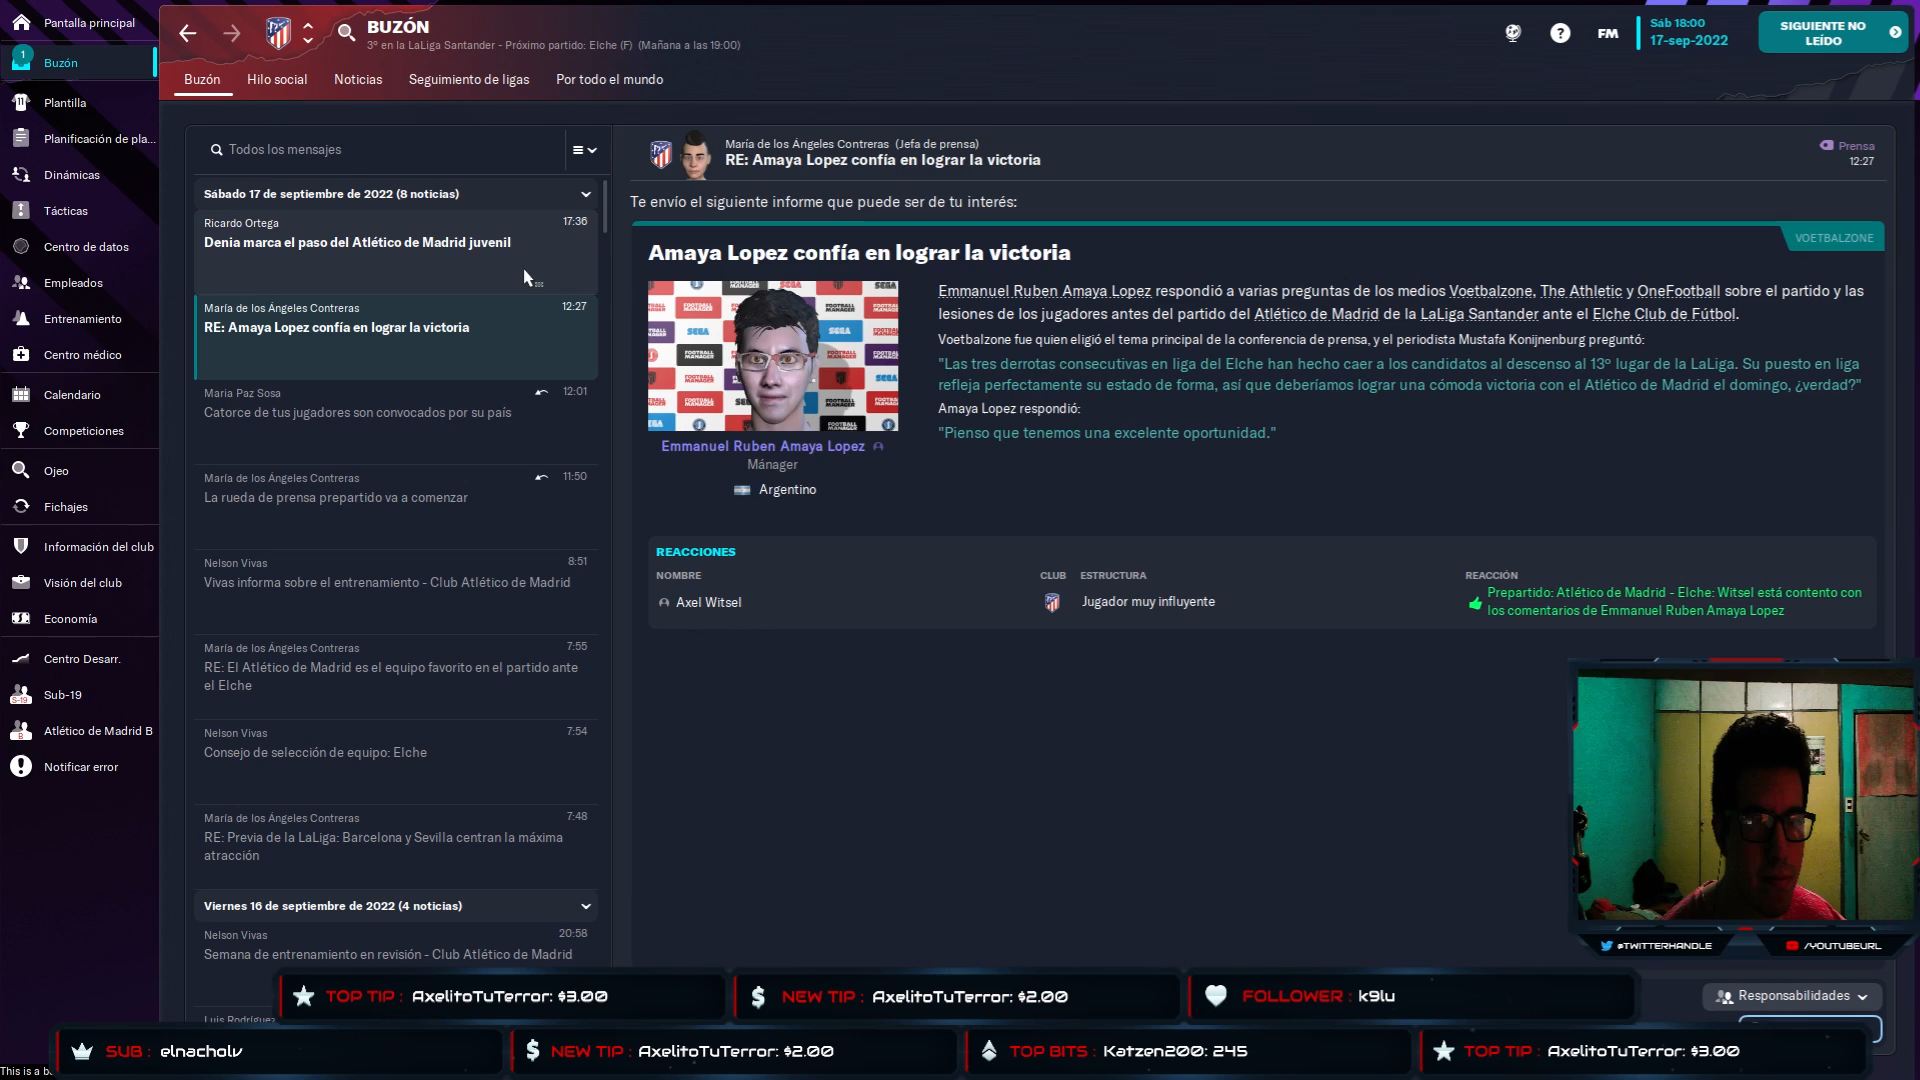 Pantalla principal
1
Buzón
Plantilla
Planificación de pla...
Dinámicas
Tácticas
Centro de datos
Empleados
Entrenamiento
Centro médico
Calendario
Competiciones
Ojeo
Fichajes
Información del club
Visión del club
Economía
Centro Desarr.
Sub-19
Atlético de Madrid B
Notificar error
BUZÓN
3º en la LaLiga Santander - Próximo partido: Elche (F) (Mañana a las 19:00)
FM
Sáb 18:00
17-sep-2022
SIGUIENTE NO
LEÍDO
Buzón
Hilo social
Noticias
Seguimiento de ligas
Por todo el mundo
Todos los mensajes
Sábado 17 de septiembre de 2022 (8 noticias)
Ricardo Ortega 17:36
Denia marca el paso del Atlético de Madrid juvenil
María de los Ángeles Contreras 12:27
RE: Amaya Lopez confía en lograr la victoria
Maria Paz Sosa 12:01
Catorce de tus jugadores son convocados por su país
María de los Ángeles Contreras 11:50
La rueda de prensa prepartido va a comenzar
Nelson Vivas 8:51
Vivas informa sobre el entrenamiento - Club Atlético de Madrid
María de los Ángeles Contreras 7:55
RE: El Atlético de Madrid es el equipo favorito en el partido ante
el Elche
Nelson Vivas 7:54
Consejo de selección de equipo: Elche
María de los Ángeles Contreras 7:48
RE: Previa de la LaLiga: Barcelona y Sevilla centran la máxima
atracción
Viernes 16 de septiembre de 2022 (4 noticias)
Nelson Vivas 20:58
Semana de entrenamiento en revisión - Club Atlético de Madrid
Luis Rodríguez
María de los Ángeles Contreras (Jefa de prensa)
RE: Amaya Lopez confía en lograr la victoria
Prensa
12:27
Te envío el siguiente informe que puede ser de tu interés:
VOETBALZONE
Amaya Lopez confía en lograr la victoria
Emmanuel Ruben Amaya Lopez
Mánager
Argentino
Emmanuel Ruben Amaya Lopez respondió a varias preguntas de los medios Voetbalzone, The Athletic y OneFootball sobre el partido y las
lesiones de los jugadores antes del partido del Atlético de Madrid de la LaLiga Santander ante el Elche Club de Fútbol.
Voetbalzone fue quien eligió el tema principal de la conferencia de prensa, y el periodista Mustafa Konijnenburg preguntó:
"Las tres derrotas consecutivas en liga del Elche han hecho caer a los candidatos al descenso al 13º lugar de la LaLiga. Su puesto en liga
refleja perfectamente su estado de forma, así que deberíamos lograr una cómoda victoria con el Atlético de Madrid el domingo, ¿verdad?"
Amaya Lopez respondió:
"Pienso que tenemos una excelente oportunidad."
REACCIONES
NOMBRE CLUB ESTRUCTURA REACCIÓN
Axel Witsel Jugador muy influyente
Prepartido: Atlético de Madrid - Elche: Witsel está contento con
los comentarios de Emmanuel Ruben Amaya Lopez
@TWITTERHANDLE
/YOUTUBEURL
Responsabilidades
TOP TIP : AxelitoTuTerror: $3.00
NEW TIP : AxelitoTuTerror: $2.00
FOLLOWER : k9lu
SUB : elnacholv
NEW TIP : AxelitoTuTerror: $2.00
TOP BITS : Katzen200: 245
TOP TIP : AxelitoTuTerror: $3.00
This is a b